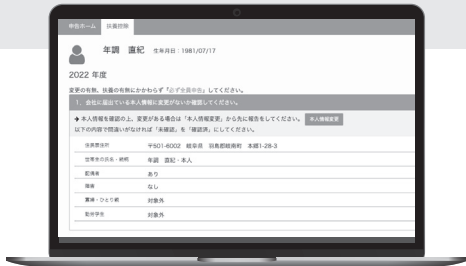 申告ホーム 扶養控除
年調 直紀 生年月日：1981/07/17
2022 年度
変更の有無、扶養の有無にかかわらず『必ず全員申告』してください。
1. 会社に届出ている本人情報に変更がないか確認してください。
➔ 本人情報を確認の上、変更がある場合は「本人情報変更」から先に報告をしてください。 本人情報変更
以下の内容で間違いがなければ「未確認」を「確認済」にしてください。
住民票住所 〒501-6002 岐阜県 羽島郡岐南町 本郷1-28-3
世帯主の氏名・続柄 年調 直紀・本人
配偶者 あり
障害 なし
寡婦・ひとり親 対象外
勤労学生 対象外